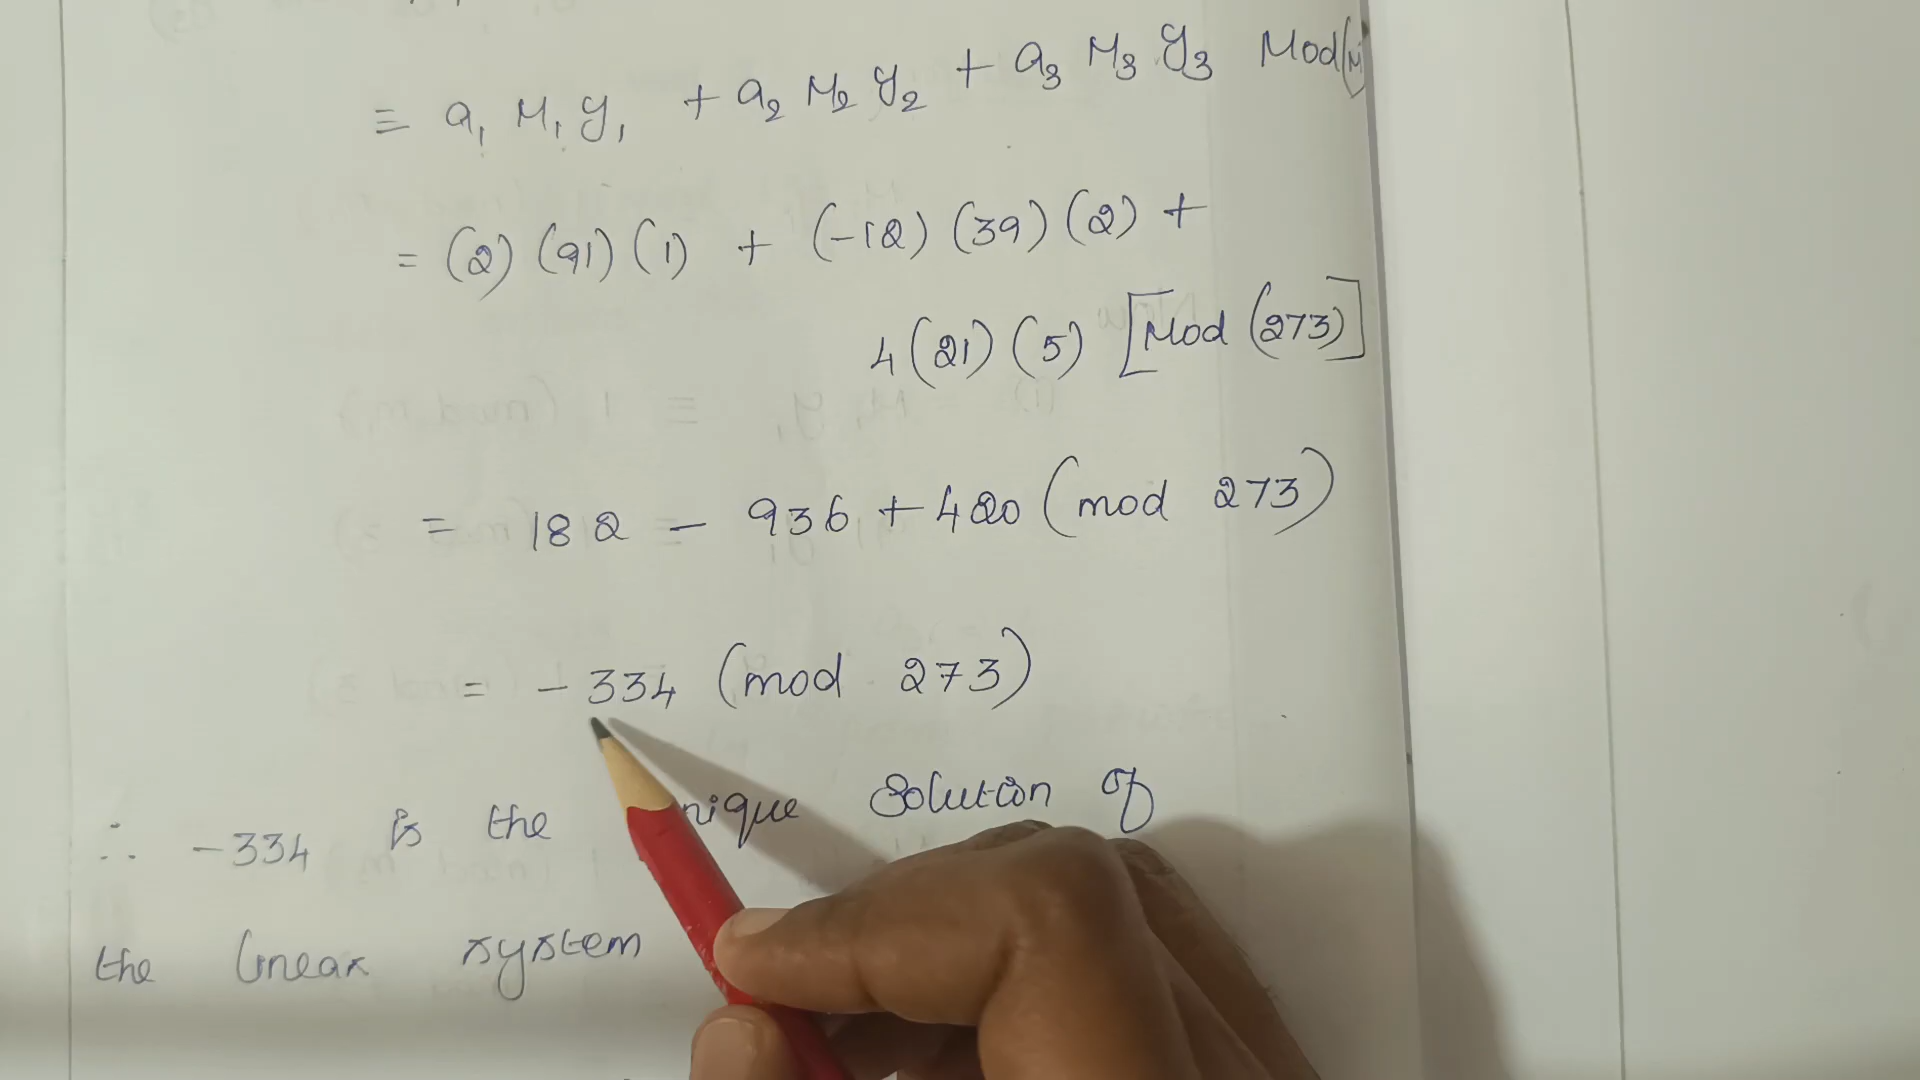 ≡ a₁ M₁ y₁ + a₂ M₂ y₂ + a₃ M₃ y₃ Mod(M)
= (2) (91) (1) + (-12) (39) (2) +
4 (21) (5) [Mod (273)]
= 182 - 936 + 420 (mod 273)
= -334 (mod 273)
∴ -334 is the unique Solution of
the linear system